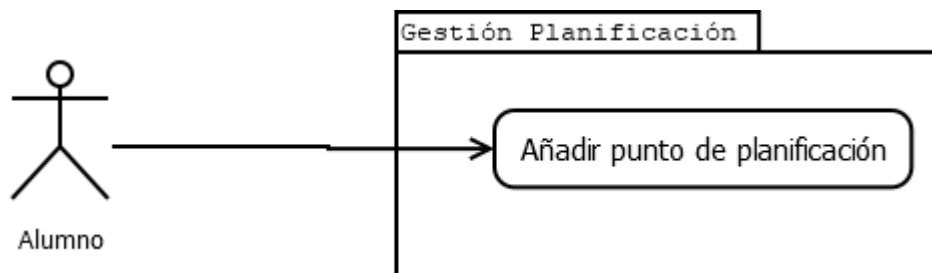 Gestión Planificación
Añadir punto de planificación
Alumno